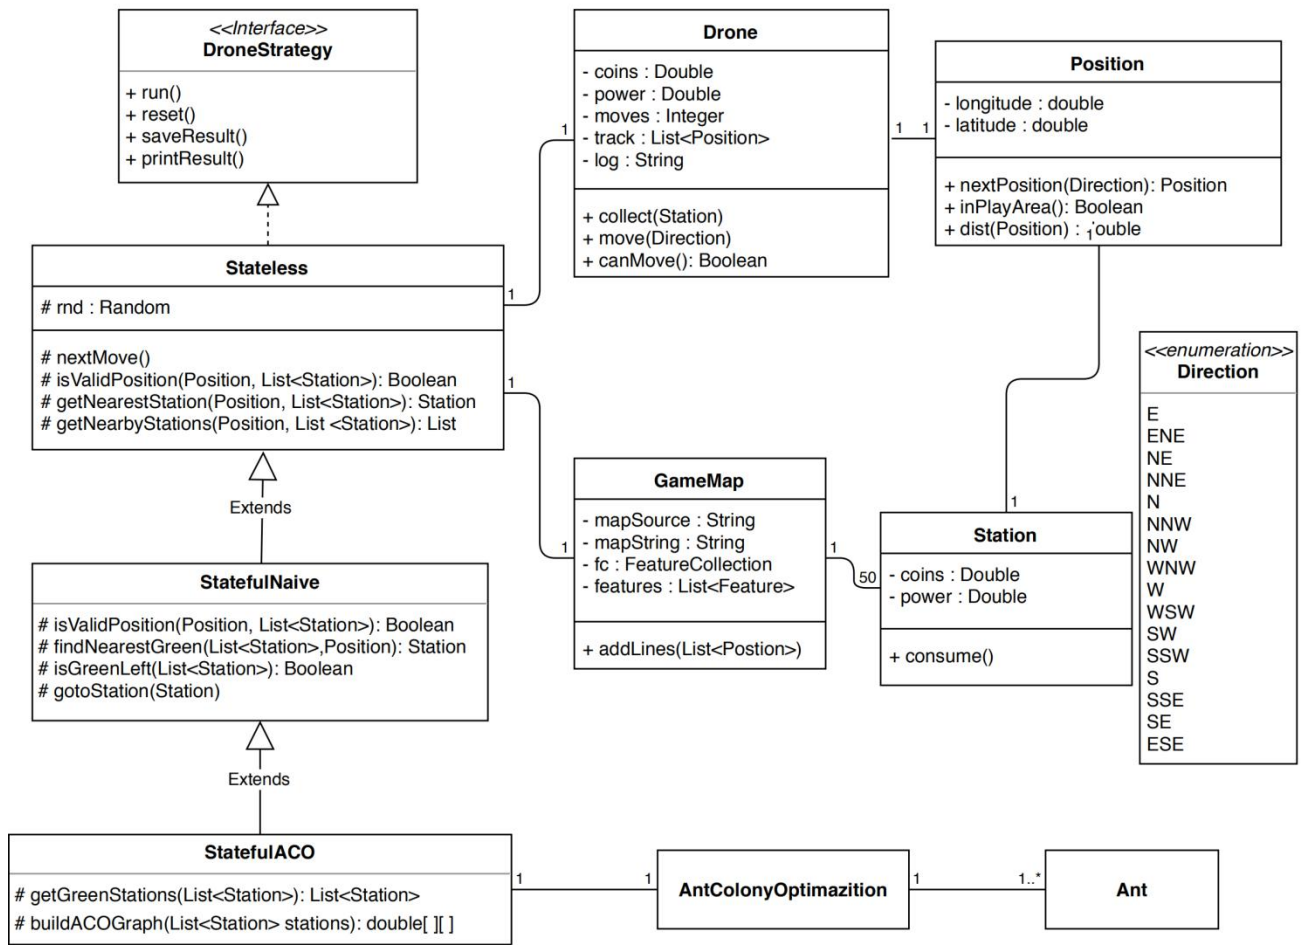 <<Interface>>
DroneStrategy
+ run()
+ reset()
+ saveResult()
+ printResult()
Drone
- coins : Double
- power : Double
- moves : Integer
- track : List<Position>
- log : String
+ collect(Station)
+ move(Direction)
+ canMove(): Boolean
Position
- longitude : double
- latitude : double
+ nextPosition(Direction): Position
+ inPlayArea(): Boolean
+ dist(Position) :
1
1
1
1
Stateless
# rnd : Random
# nextMove()
# isValidPosition(Position, List<Station>): Boolean
# getNearestStation(Position, List<Station>): Station
# getNearbyStations(Position, List <Station>): List
1
1
Extends
GameMap
- mapSource : String
- mapString : String
- fc : FeatureCollection
- features : List<Feature>
+ addLines(List<Postion>)
1
1
50
1
Station
- coins : Double
- power : Double
+ consume()
<<enumeration>>
Direction
E
ENE
NE
NNE
N
NNW
NW
WNW
W
WSW
SW
SSW
S
SSE
SE
ESE
StatefulNaive
# isValidPosition(Position, List<Station>): Boolean
# findNearestGreen(List<Station>,Position): Station
# isGreenLeft(List<Station>): Boolean
# gotoStation(Station)
Extends
StatefulACO
# getGreenStations(List<Station>): List<Station>
# buildACOGraph(List<Station> stations): double[ ][ ]
1
1
AntColonyOptimazition
1
1..*
Ant